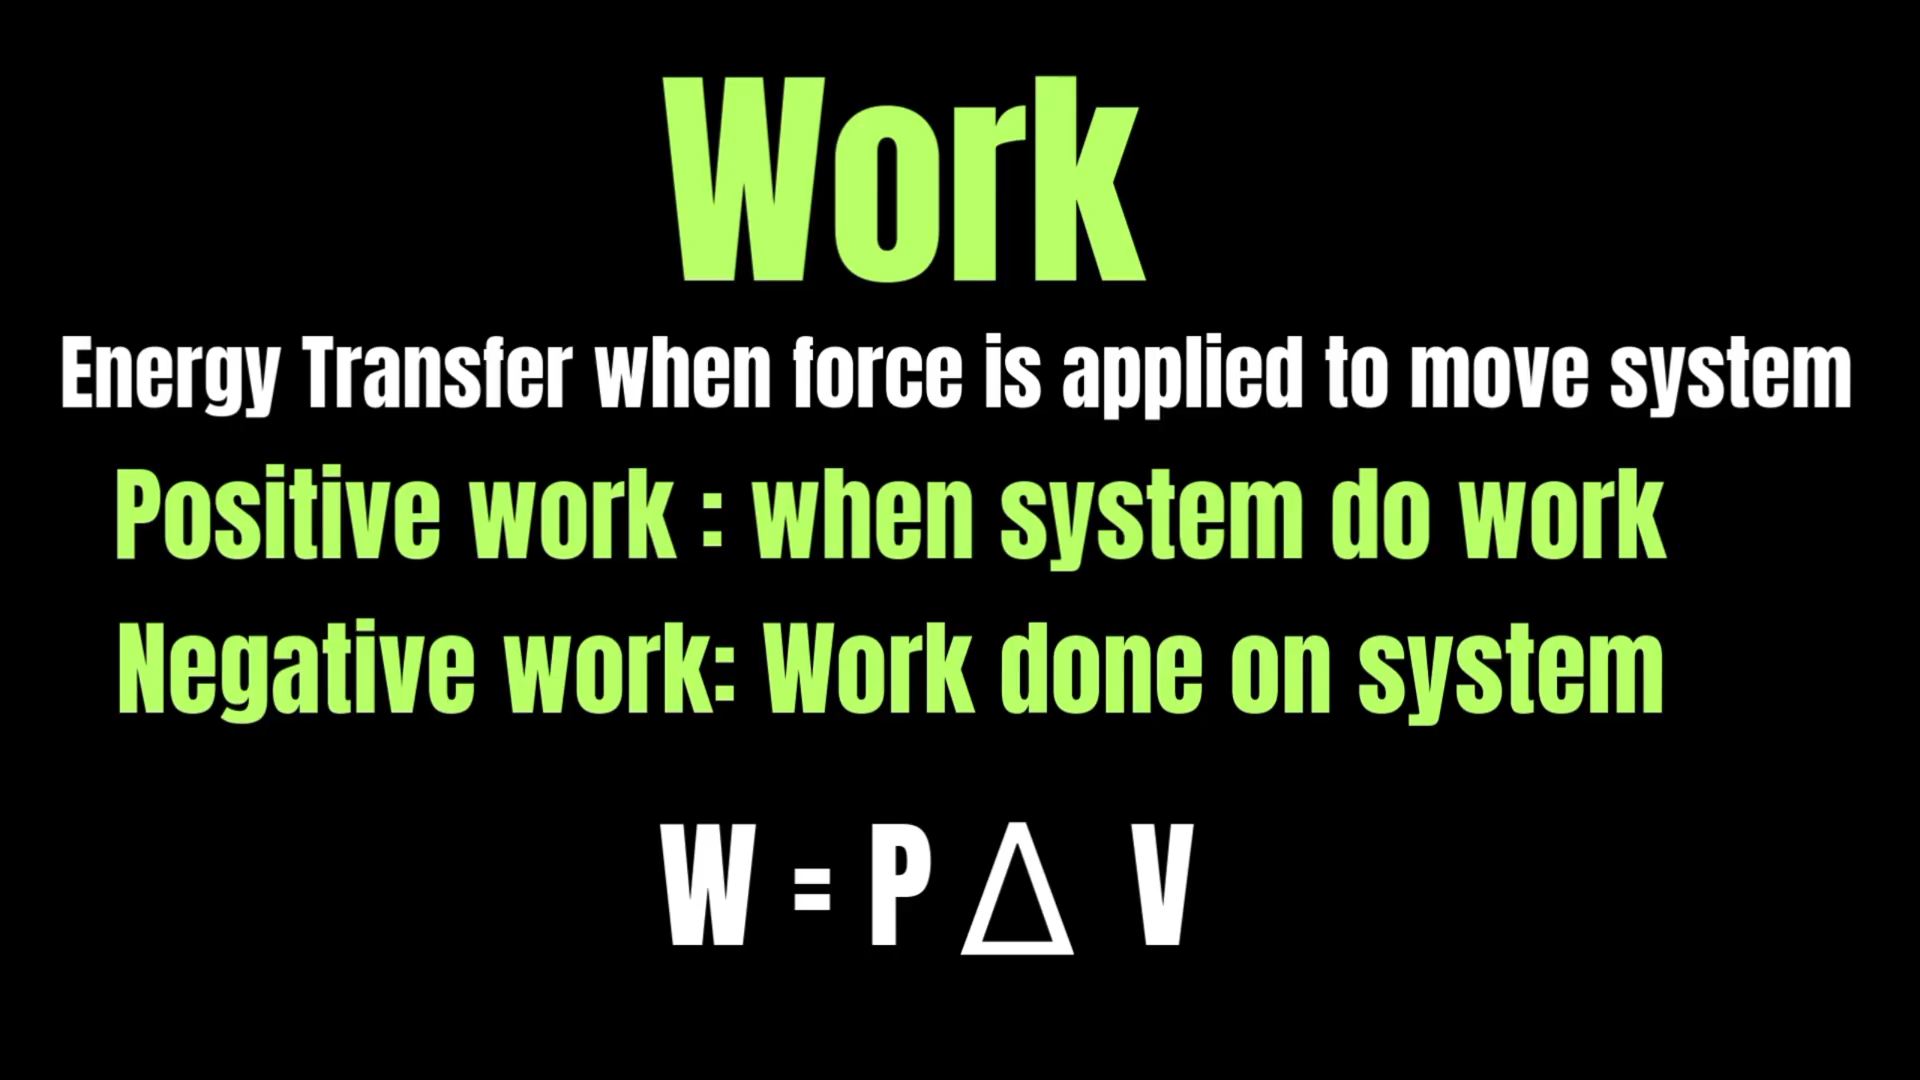 Work
Energy Transfer when force is applied to move system
Positive work : when system do work
Negative work: Work done on system
W = P △ V